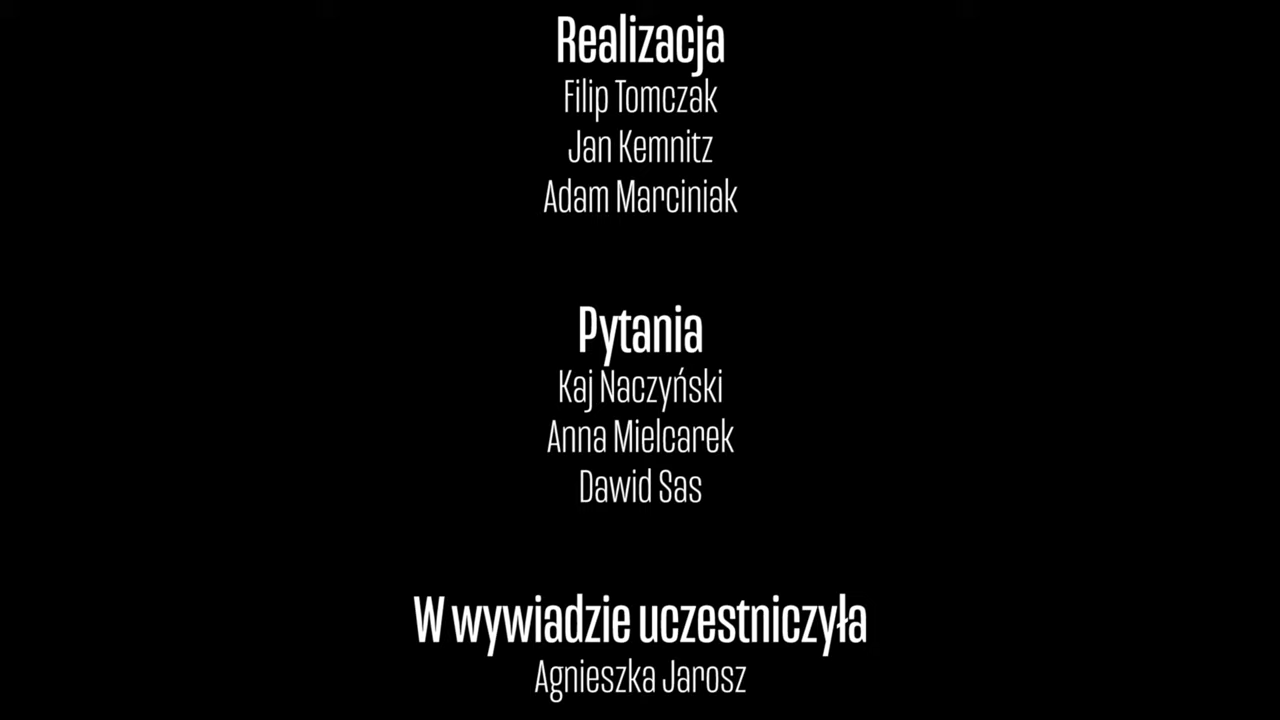 Realizacja
Filip Tomczak
Jan Kemnitz
Adam Marciniak
Pytania
Kaj Naczyński
Anna Mielcarek
Dawid Sas
W wywiadzie uczestniczyła
Agnieszka Jarosz